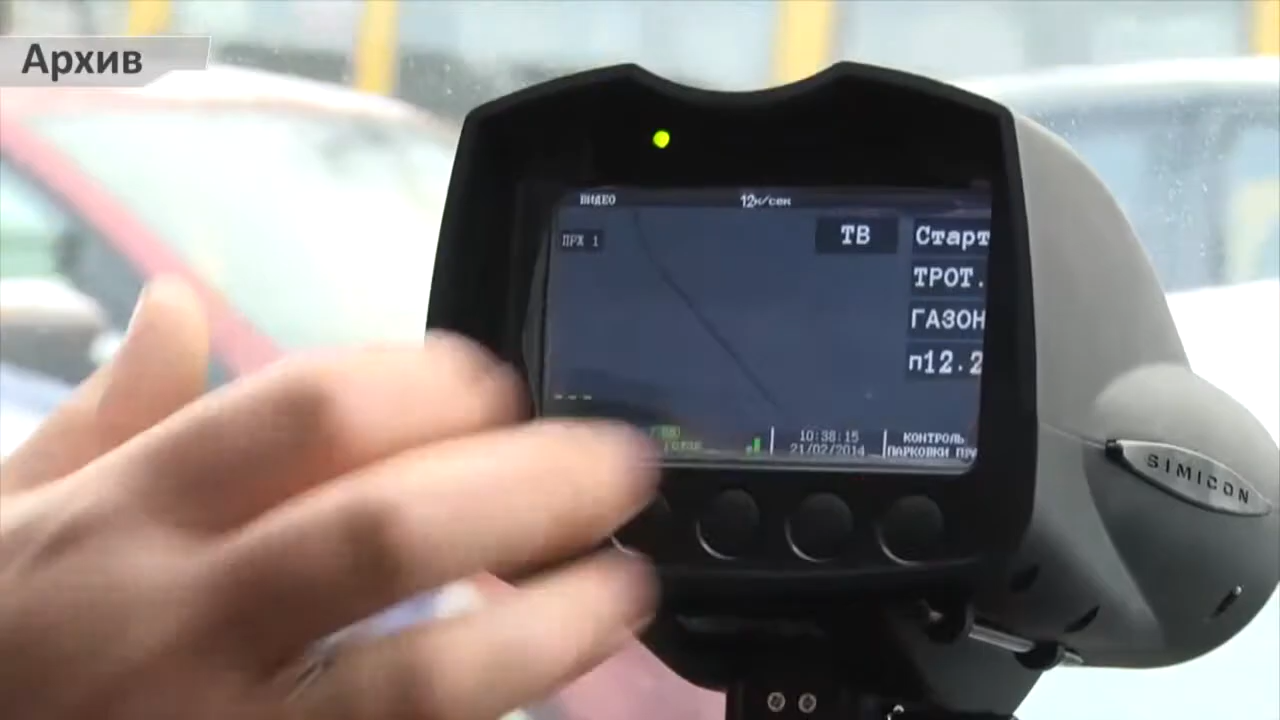 Архив
ВИДЕО
12к/сек
ПРХ 1
ТВ
Старт
ТРОТ.
ГАЗОН
п12.2
---
10:38:15
21/02/2014
КОНТРОЛЬ
ПАРКОВКИ ПРА
SIMICON